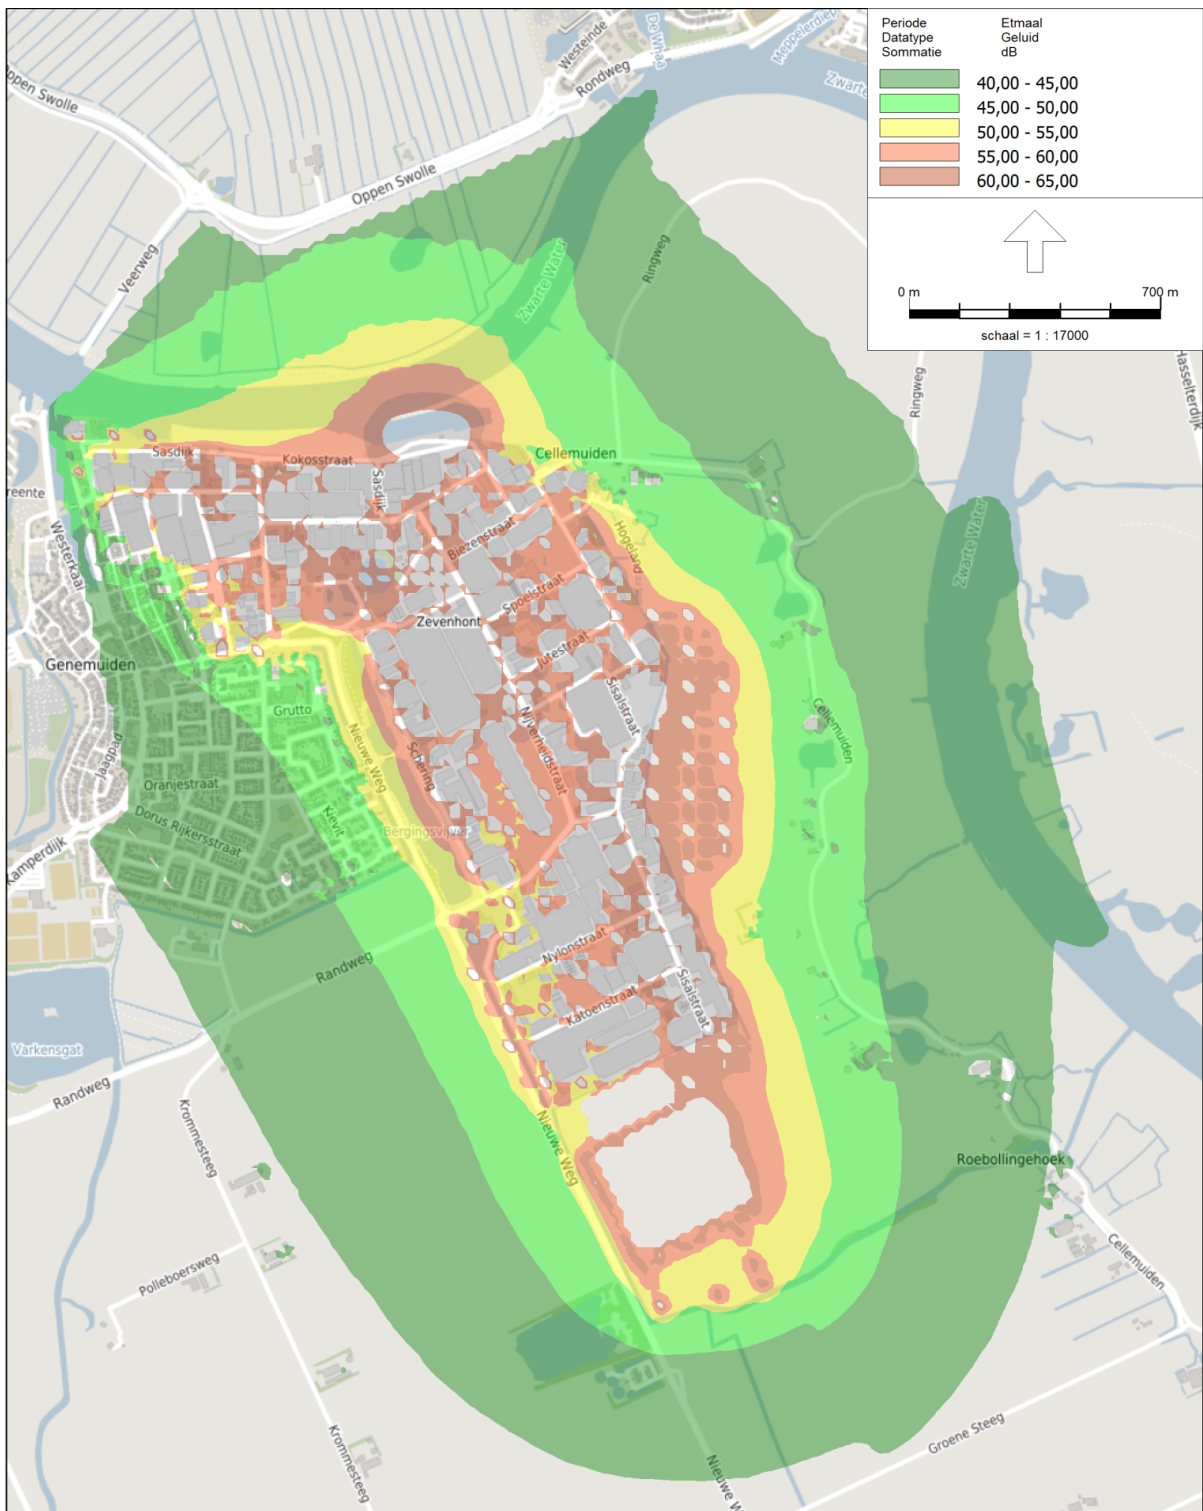 Periode Etmaal
Datatype Geluid
Sommatie dB
40,00 - 45,00
45,00 - 50,00
50,00 - 55,00
55,00 - 60,00
60,00 - 65,00
0 m 700 m
schaal = 1 : 17000
Westeinde
De Whaa
Meppelerdiep
Zwarte
Rondweg
Oppen Swolle
Oppen Swolle
Veerweg
Zwarte Water
Ringweg
Ringweg
Hasselterdijk
Sasdijk
Kokosstraat
Sasdijk
Cellemuiden
reente
Westerkaai
Biezenstraat
Hogeland
Zwarte Water
Spoelstraat
Zevenhont
Jutestraat
Genemuiden
Sisalstraat
Grutto
Nieuwe Weg
Nijverheidstraat
Cellemuiden
Schering
Jaagpad
Oranjestraat
Kievit
Dorus Rijkersstraat
Bergingsvijver
Kamperdijk
Nylonstraat
Randweg
Sisalstraat
Katoenstraat
Varkensgat
Randweg
Krommesteeg
Nieuwe Weg
Roebollingehoek
Polleboersweg
Cellemuiden
Krommesteeg
Groene Steeg
Nieuwe W